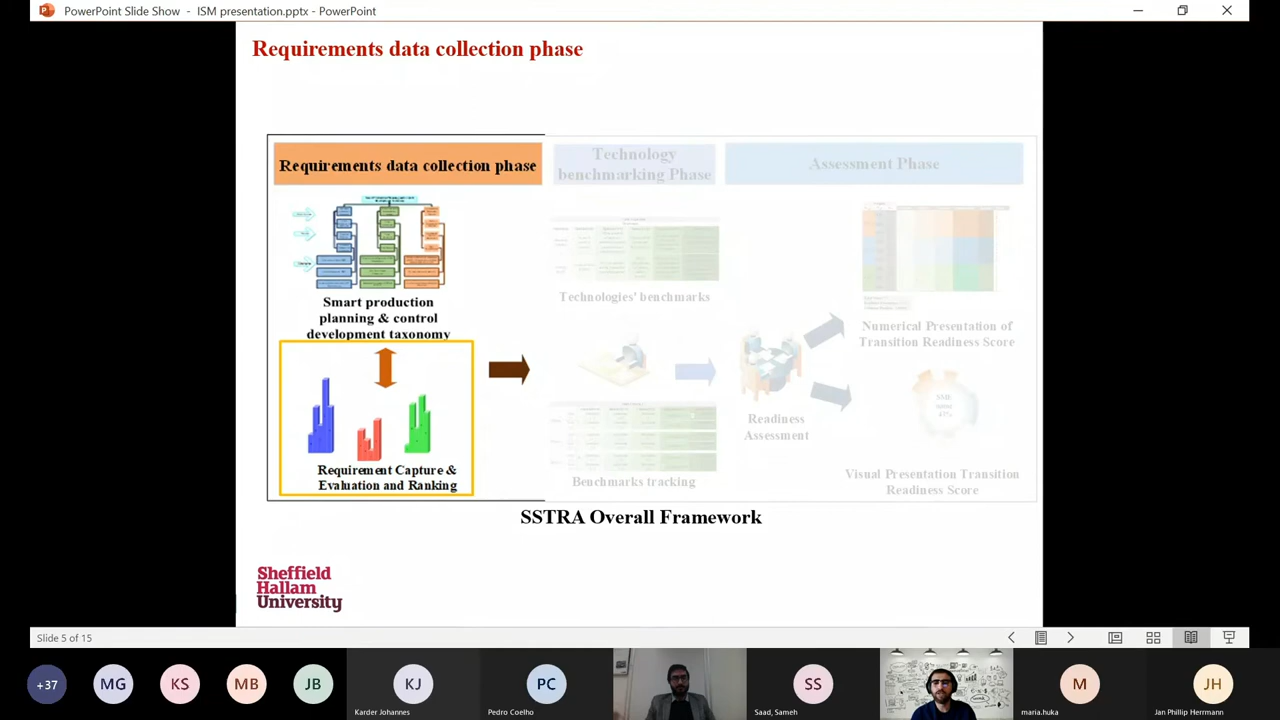 PowerPoint Slide Show - ISM presentation.pptx - PowerPoint
Requirements data collection phase
Requirements data collection phase
Technology
benchmarking Phase
Assessment Phase
Smart production
planning & control
development taxonomy
Requirement Capture &
Evaluation and Ranking
Technologies' benchmarks
Benchmarks tracking
Readiness
Assessment
Numerical Presentation of
Transition Readiness Score
Visual Presentation Transition
Readiness Score
SSTRA Overall Framework
Sheffield
Hallam
University
Slide 5 of 15
+37
MG
KS
MB
JB
KJ
Karder Johannes
PC
Pedro Coelho
SS
Saad, Sameh
M
maria.huka
JH
Jan Phillip Herrmann